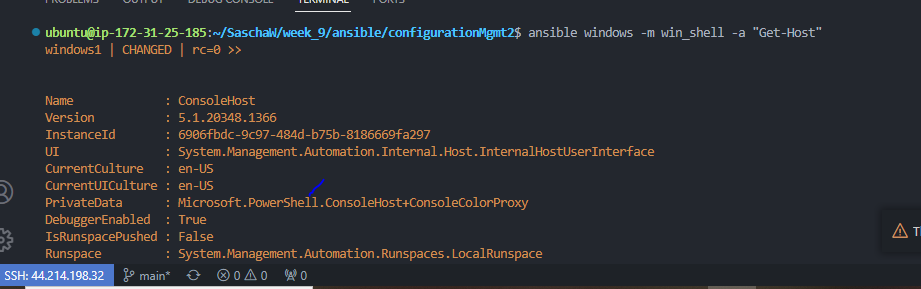 PROBLEMS OUTPUT DEBUG CONSOLE TERMINAL PORTS
ubuntu@ip-172-31-25-185:~/SaschaW/week_9/ansible/configurationMgmt2$ ansible windows -m win_shell -a "Get-Host"
windows1 | CHANGED | rc=0 >>
Name : ConsoleHost
Version : 5.1.20348.1366
InstanceId : 6906fbdc-9c97-484d-b75b-8186669fa297
UI : System.Management.Automation.Internal.Host.InternalHostUserInterface
CurrentCulture : en-US
CurrentUICulture : en-US
PrivateData : Microsoft.PowerShell.ConsoleHost+ConsoleColorProxy
DebuggerEnabled : True
IsRunspacePushed : False
Runspace : System.Management.Automation.Runspaces.LocalRunspace
SSH: 44.214.198.32 main* 0 0 0